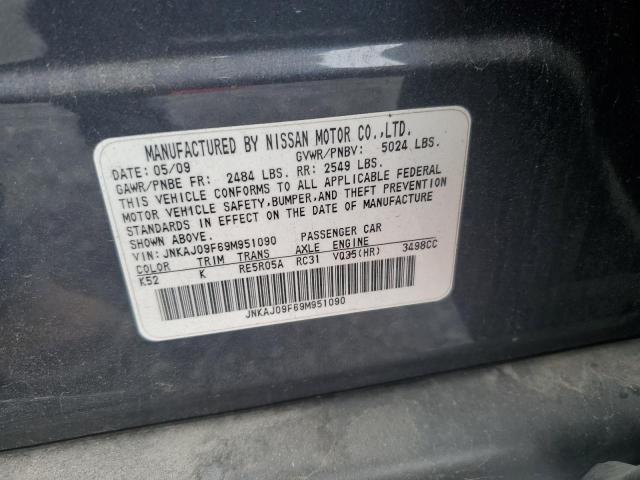 MANUFACTURED BY NISSAN MOTOR CO.,LTD.
DATE: 05/09 GVWR/PNBV: 5024 LBS.
GAWR/PNBE FR: 2484 LBS. RR: 2549 LBS.
THIS VEHICLE CONFORMS TO ALL APPLICABLE FEDERAL
MOTOR VEHICLE SAFETY,BUMPER,AND THEFT PREVENTION
STANDARDS IN EFFECT ON THE DATE OF MANUFACTURE
SHOWN ABOVE.
VIN: JNKAJ09F69M951090 PASSENGER CAR
COLOR TRIM TRANS AXLE ENGINE
K52 K RE5R05A RC31 VQ35(HR) 3498CC
JNKAJ09F69M951090